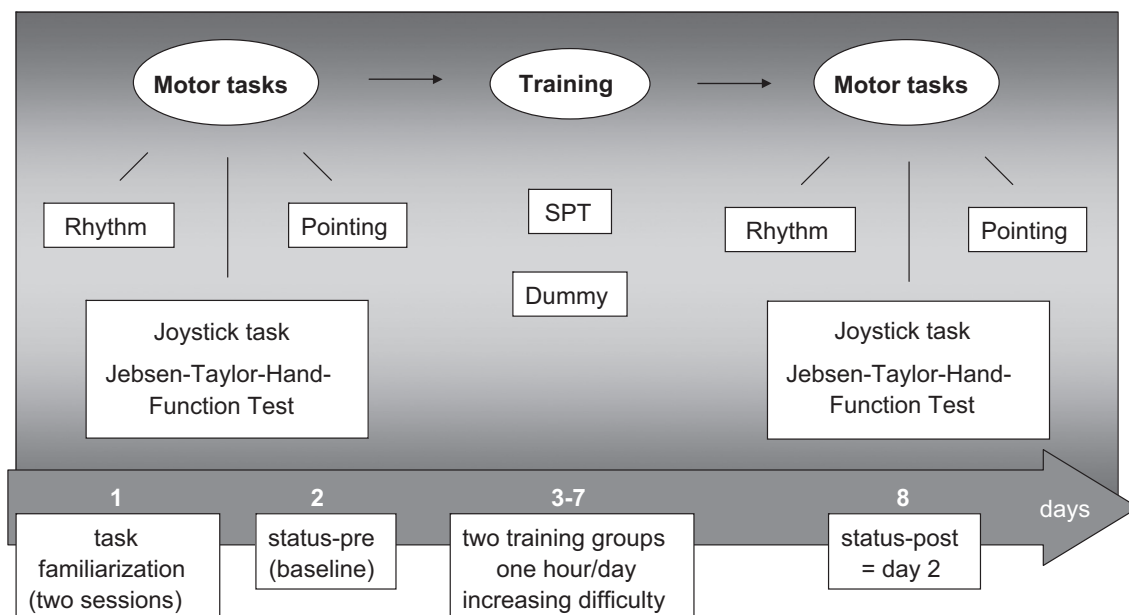 Motor tasks
Training
Motor tasks
Rhythm
Pointing
SPT
Dummy
Rhythm
Pointing
Joystick task
Jebsen-Taylor-Hand-
Function Test
Joystick task
Jebsen-Taylor-Hand-
Function Test
1
2
3-7
8
days
task
familiarization
(two sessions)
status-pre
(baseline)
two training groups
one hour/day
increasing difficulty
status-post
= day 2